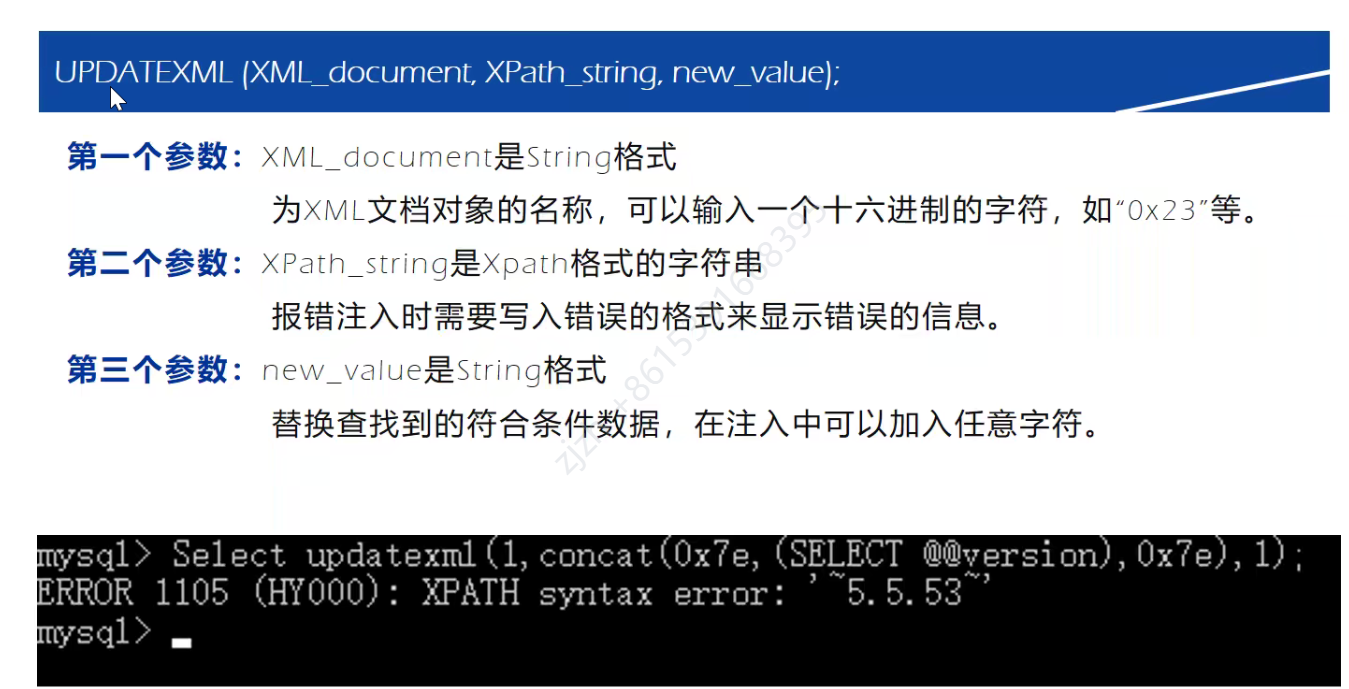 UPDATEXML (XML_document, XPath_string, new_value);
第一个参数：XML_document是String格式
为XML文档对象的名称，可以输入一个十六进制的字符，如“0x23”等。
第二个参数：XPath_string是Xpath格式的字符串
报错注入时需要写入错误的格式来显示错误的信息。
第三个参数：new_value是String格式
替换查找到的符合条件数据，在注入中可以加入任意字符。
mysql> Select updatexml(1,concat(0x7e,(SELECT @@version),0x7e),1);
ERROR 1105 (HY000): XPATH syntax error: '~5.5.53~'
mysql>